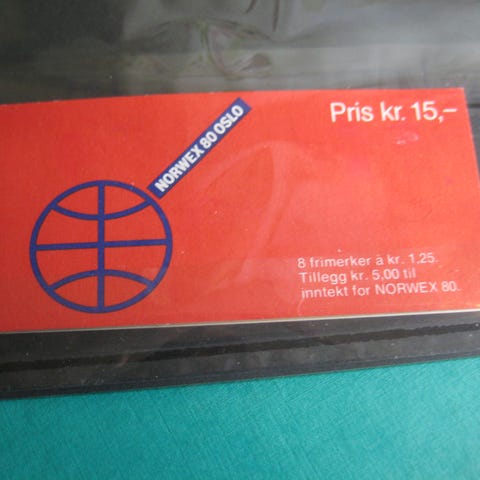 NORWEX 80 OSLO
Pris kr. 15,–
8 frimerker à kr. 1,25.
Tillegg kr. 5,00 til
inntekt for NORWEX 80.